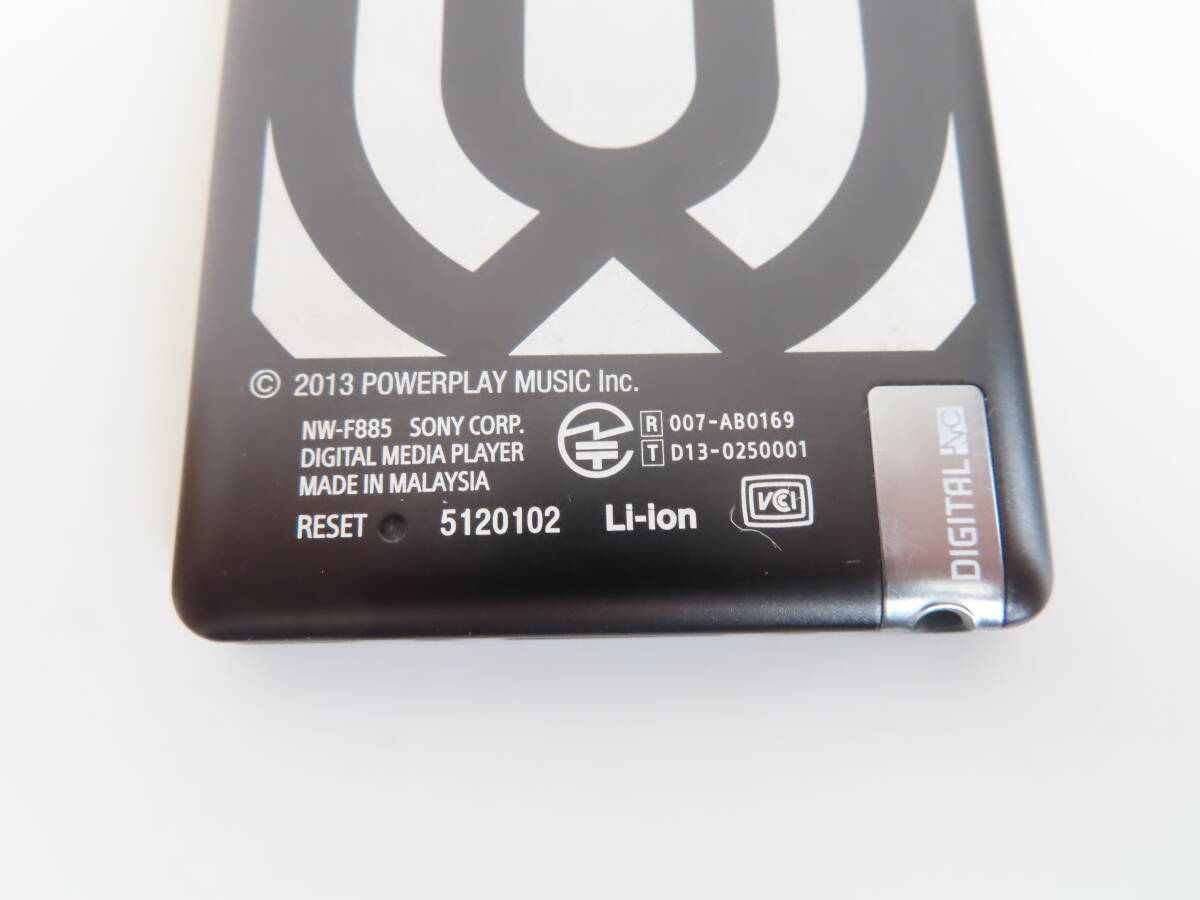 © 2013 POWERPLAY MUSIC Inc.
NW-F885 SONY CORP.
DIGITAL MEDIA PLAYER
MADE IN MALAYSIA
R 007-AB0169
T D13-0250001
RESET 5120102 Li-ion
VCCI
DIGITAL NC